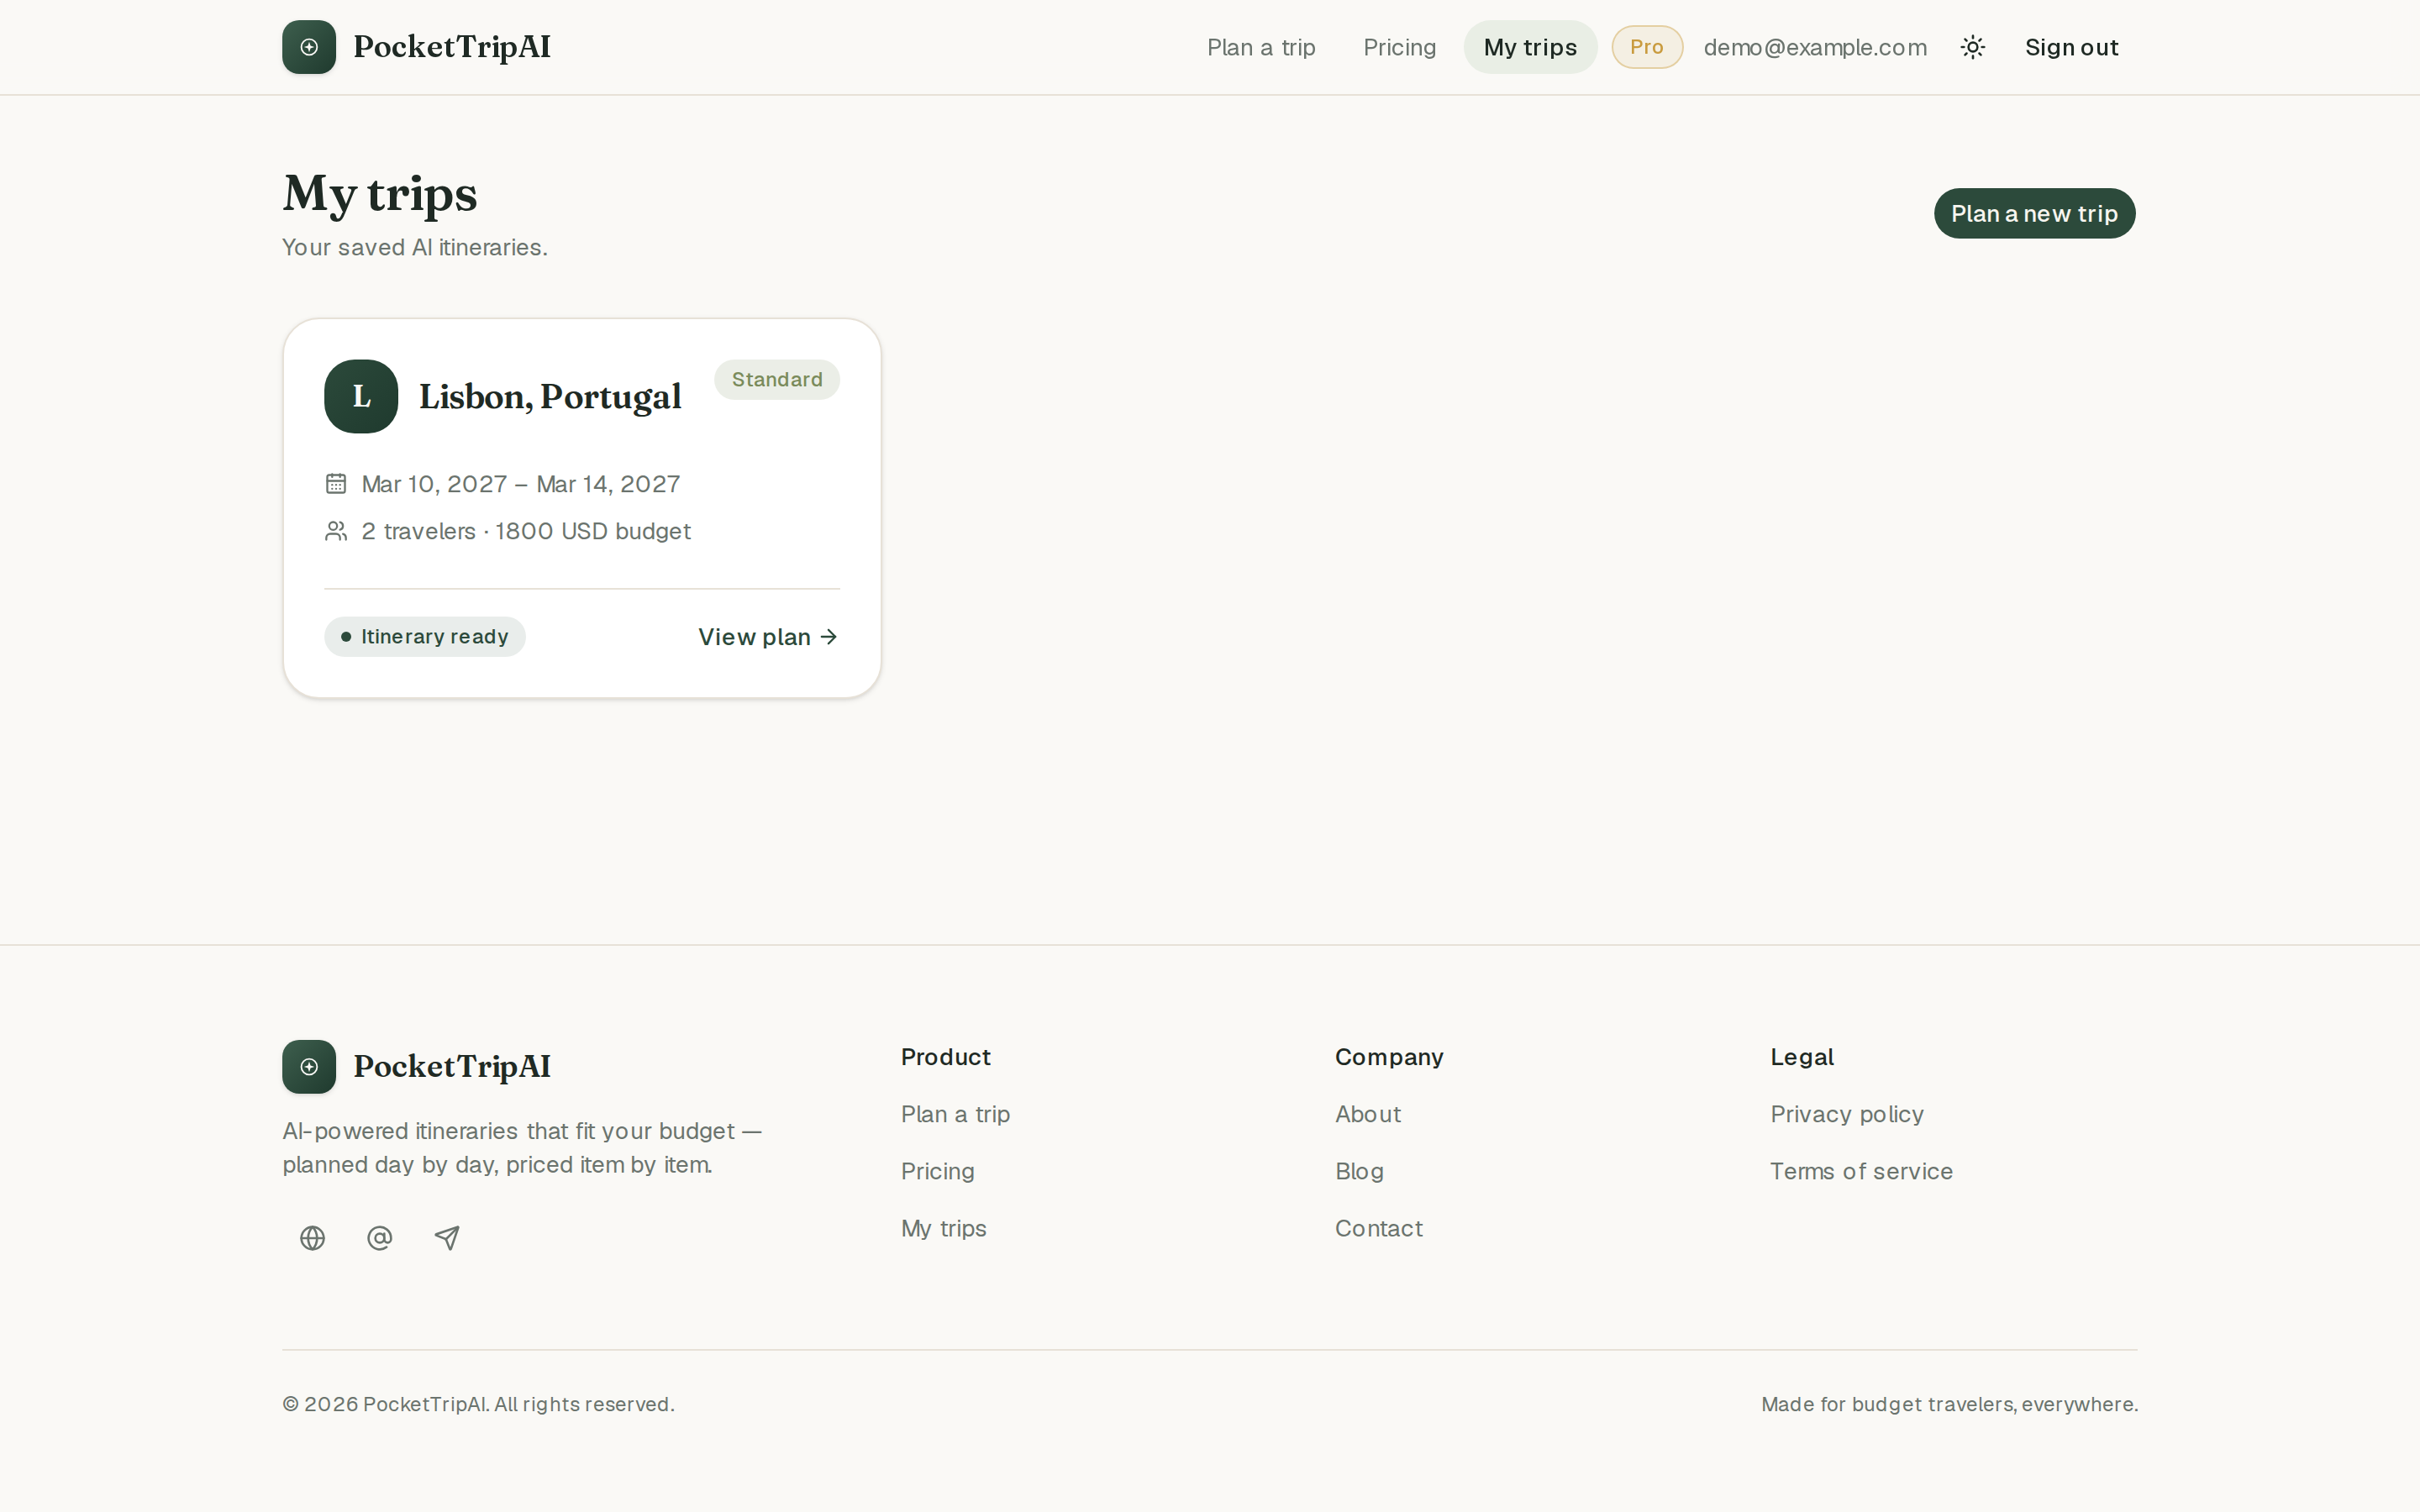 PocketTripAI
Plan a trip
Pricing
My trips
Pro
demo@example.com
Sign out
My trips
Your saved AI itineraries.
Plan a new trip
L
Lisbon, Portugal
Standard
Mar 10, 2027 – Mar 14, 2027
2 travelers · 1800 USD budget
Itinerary ready
View plan →
PocketTripAI
AI-powered itineraries that fit your budget —
planned day by day, priced item by item.
Product
Plan a trip
Pricing
My trips
Company
About
Blog
Contact
Legal
Privacy policy
Terms of service
© 2026 PocketTripAI. All rights reserved.
Made for budget travelers, everywhere.